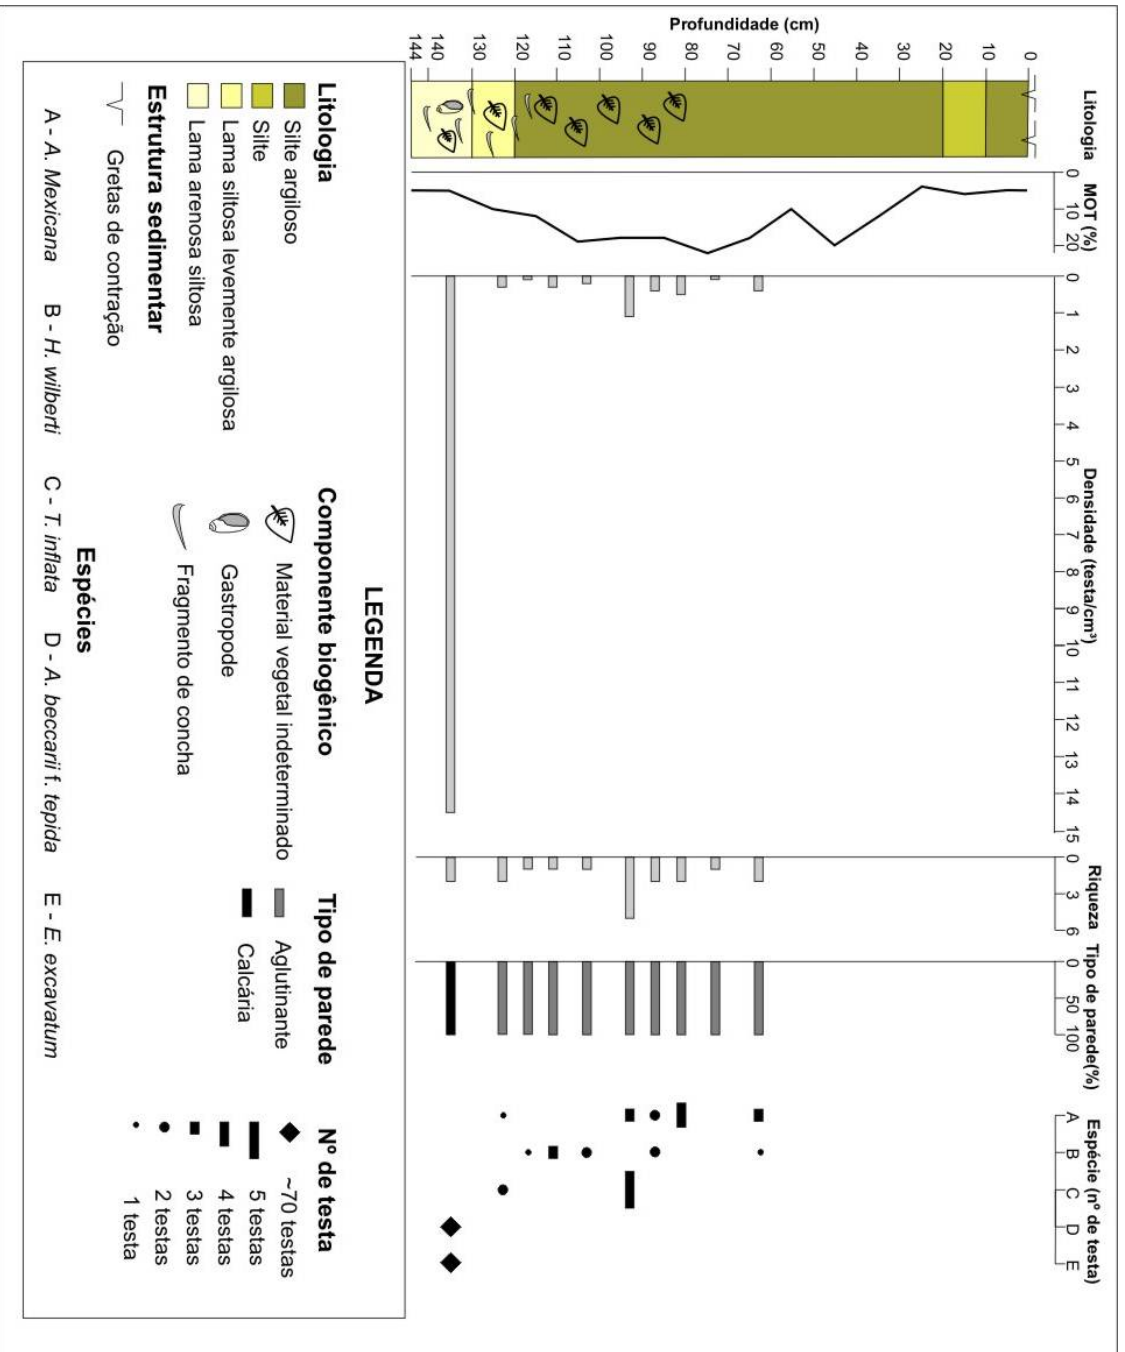 Profundidade (cm)
0
10
20
30
40
50
60
70
80
90
100
110
120
130
140
144
Litologia
MOT (%)
0
10
20
Densidade (testa/cm³)
0
1
2
3
4
5
6
7
8
9
10
11
12
13
14
15
Riqueza
0
3
6
Tipo de parede(%)
0
50
100
Espécie (nº de testa)
A
B
C
D
E
LEGENDA
Litologia
Silte argiloso
Silte
Lama siltosa levemente argilosa
Lama arenosa siltosa
Estrutura sedimentar
Gretas de contração
Componente biogênico
Material vegetal indeterminado
Gastropode
Fragmento de concha
Tipo de parede
Aglutinante
Calcária
Nº de testa
~70 testas
5 testas
4 testas
3 testas
2 testas
1 testa
Espécies
A - A. Mexicana B - H. wilberti C - T. inflata D - A. beccarii f. tepida E - E. excavatum